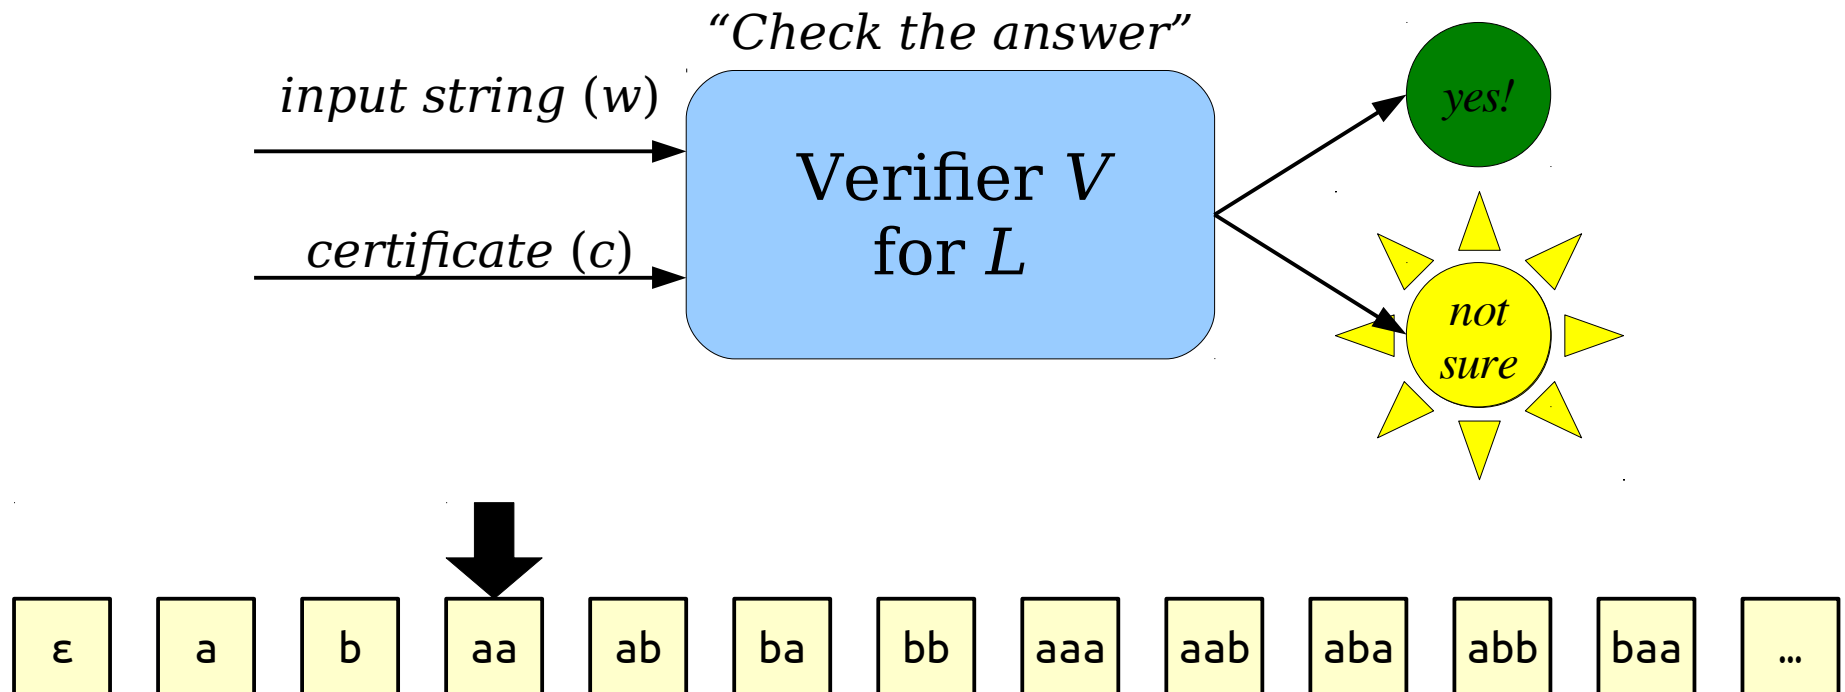 “Check the answer”
input string (w)
certificate (c)
Verifier V
for L
yes!
not
sure
ε a b aa ab ba bb aaa aab aba abb baa …